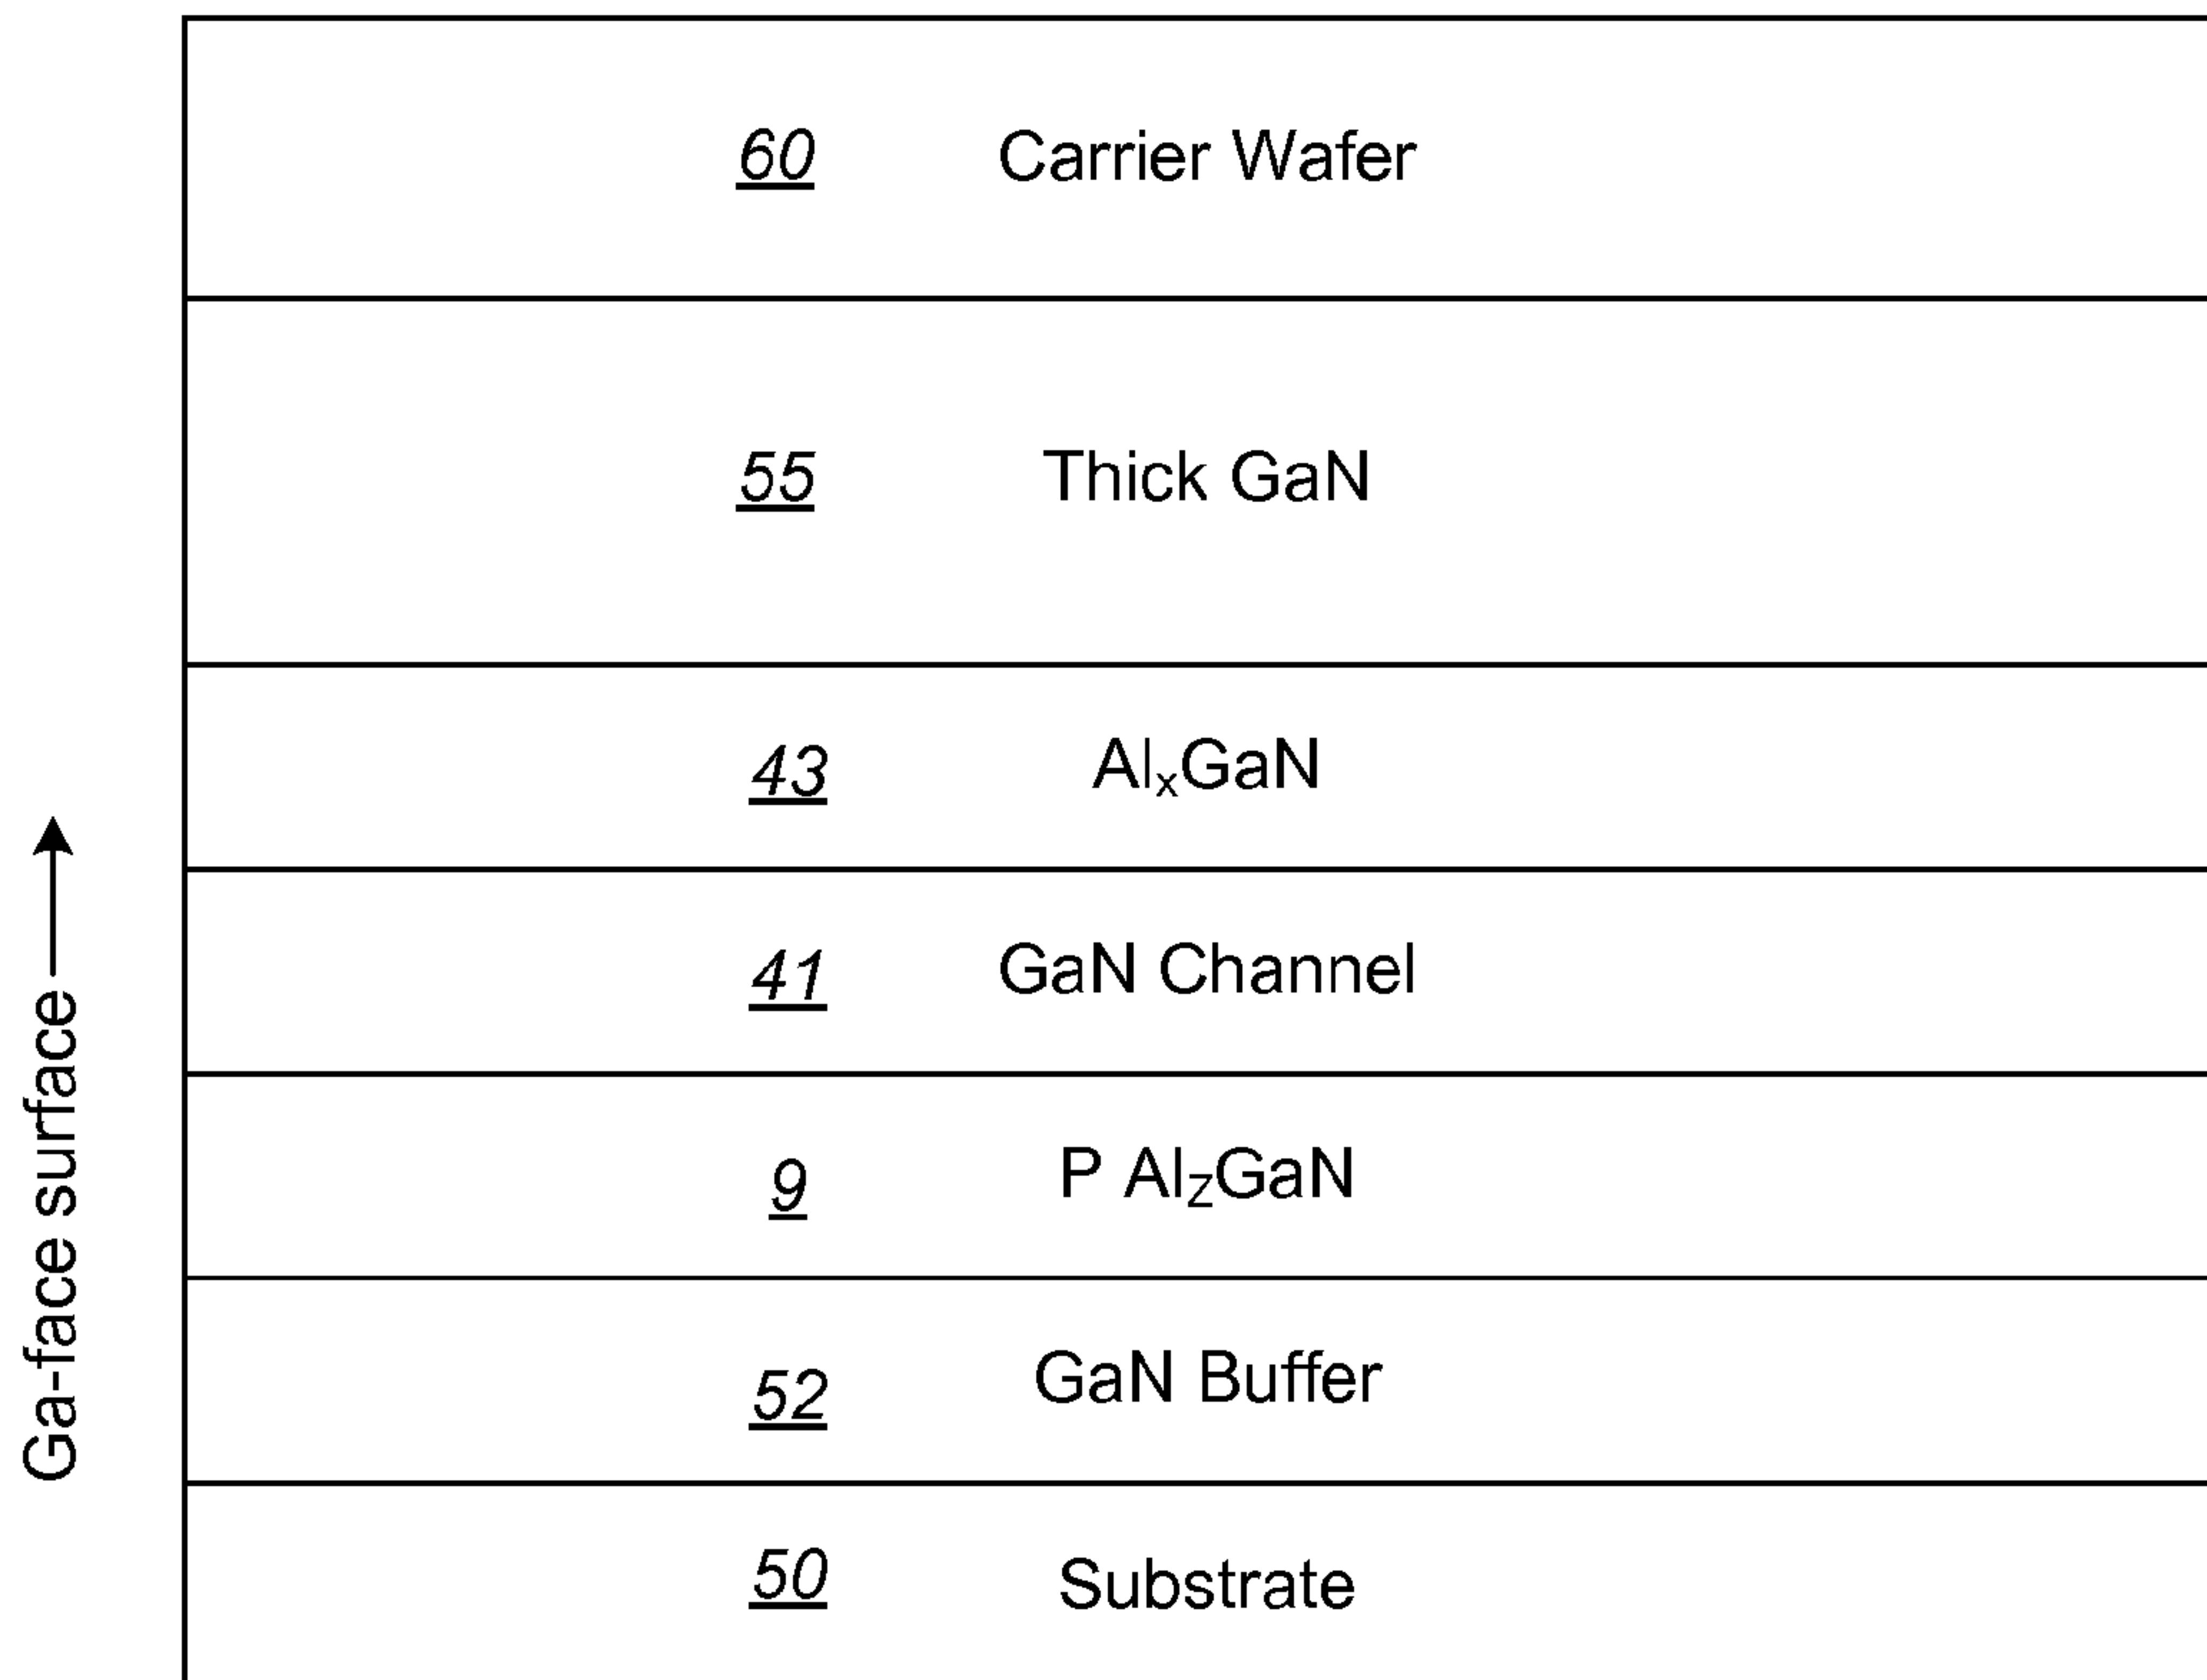 60 Carrier Wafer
55 Thick GaN
43 AlₓGaN
41 GaN Channel
9 P Al_ZGaN
52 GaN Buffer
50 Substrate
Ga-face surface